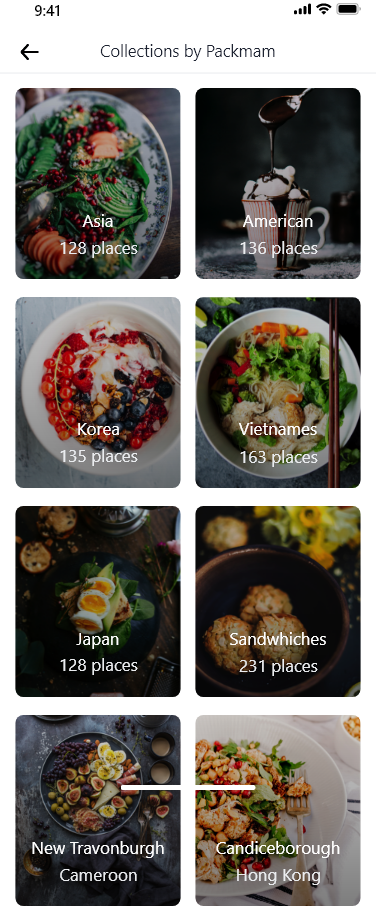 9:41
Collections by Packmam
Asia
128 places
American
136 places
Korea
135 places
Vietnames
163 places
Japan
128 places
Sandwhiches
231 places
New Travonburgh
Cameroon
Candiceborough
Hong Kong